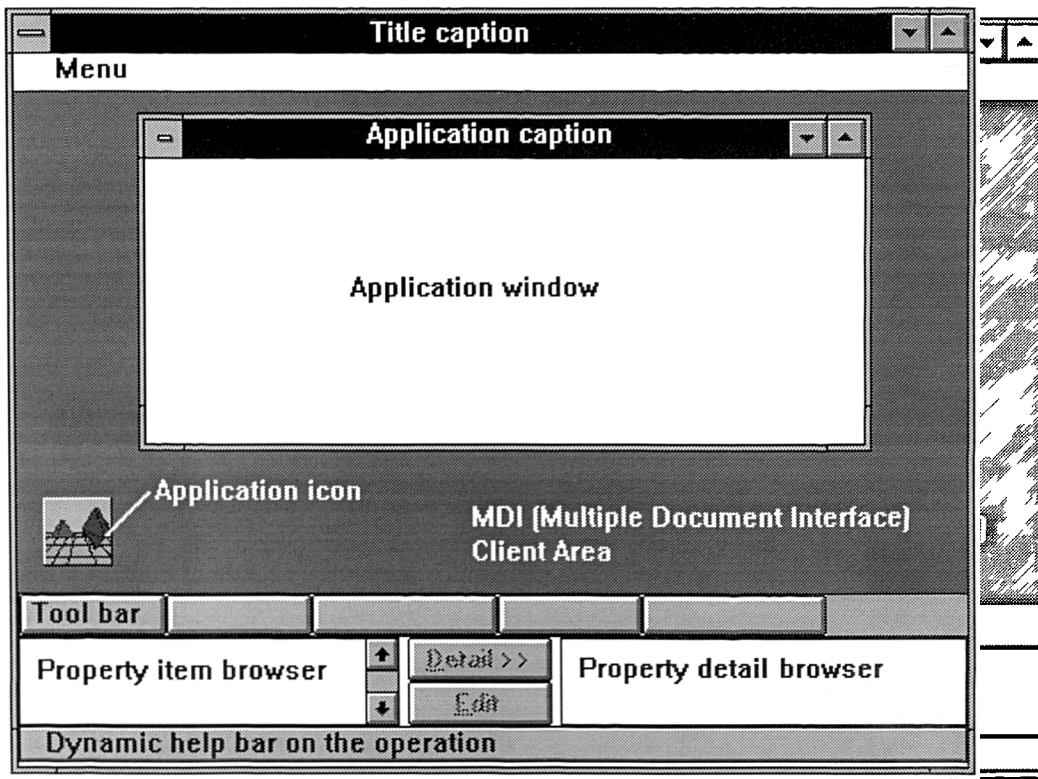 Title caption
Menu
Application caption
Application window
Application icon
MDI (Multiple Document Interface)
Client Area
Tool bar
Property item browser
Detail >>
Property detail browser
Edit
Dynamic help bar on the operation